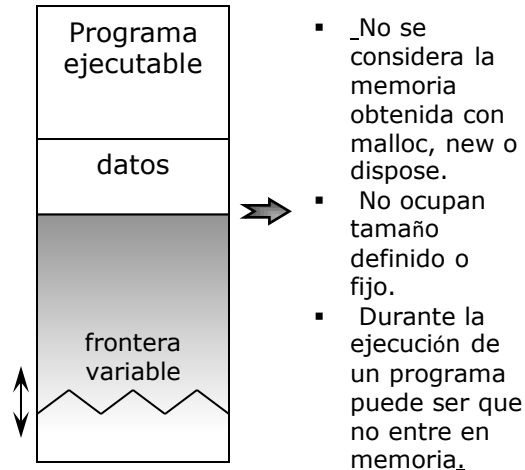 Programa
ejecutable
datos
frontera
variable
▪ _No se
considera la
memoria
obtenida con
malloc, new o
dispose.
▪ No ocupan
tamaño
definido o
fijo.
▪ Durante la
ejecución de
un programa
puede ser que
no entre en
memoria.